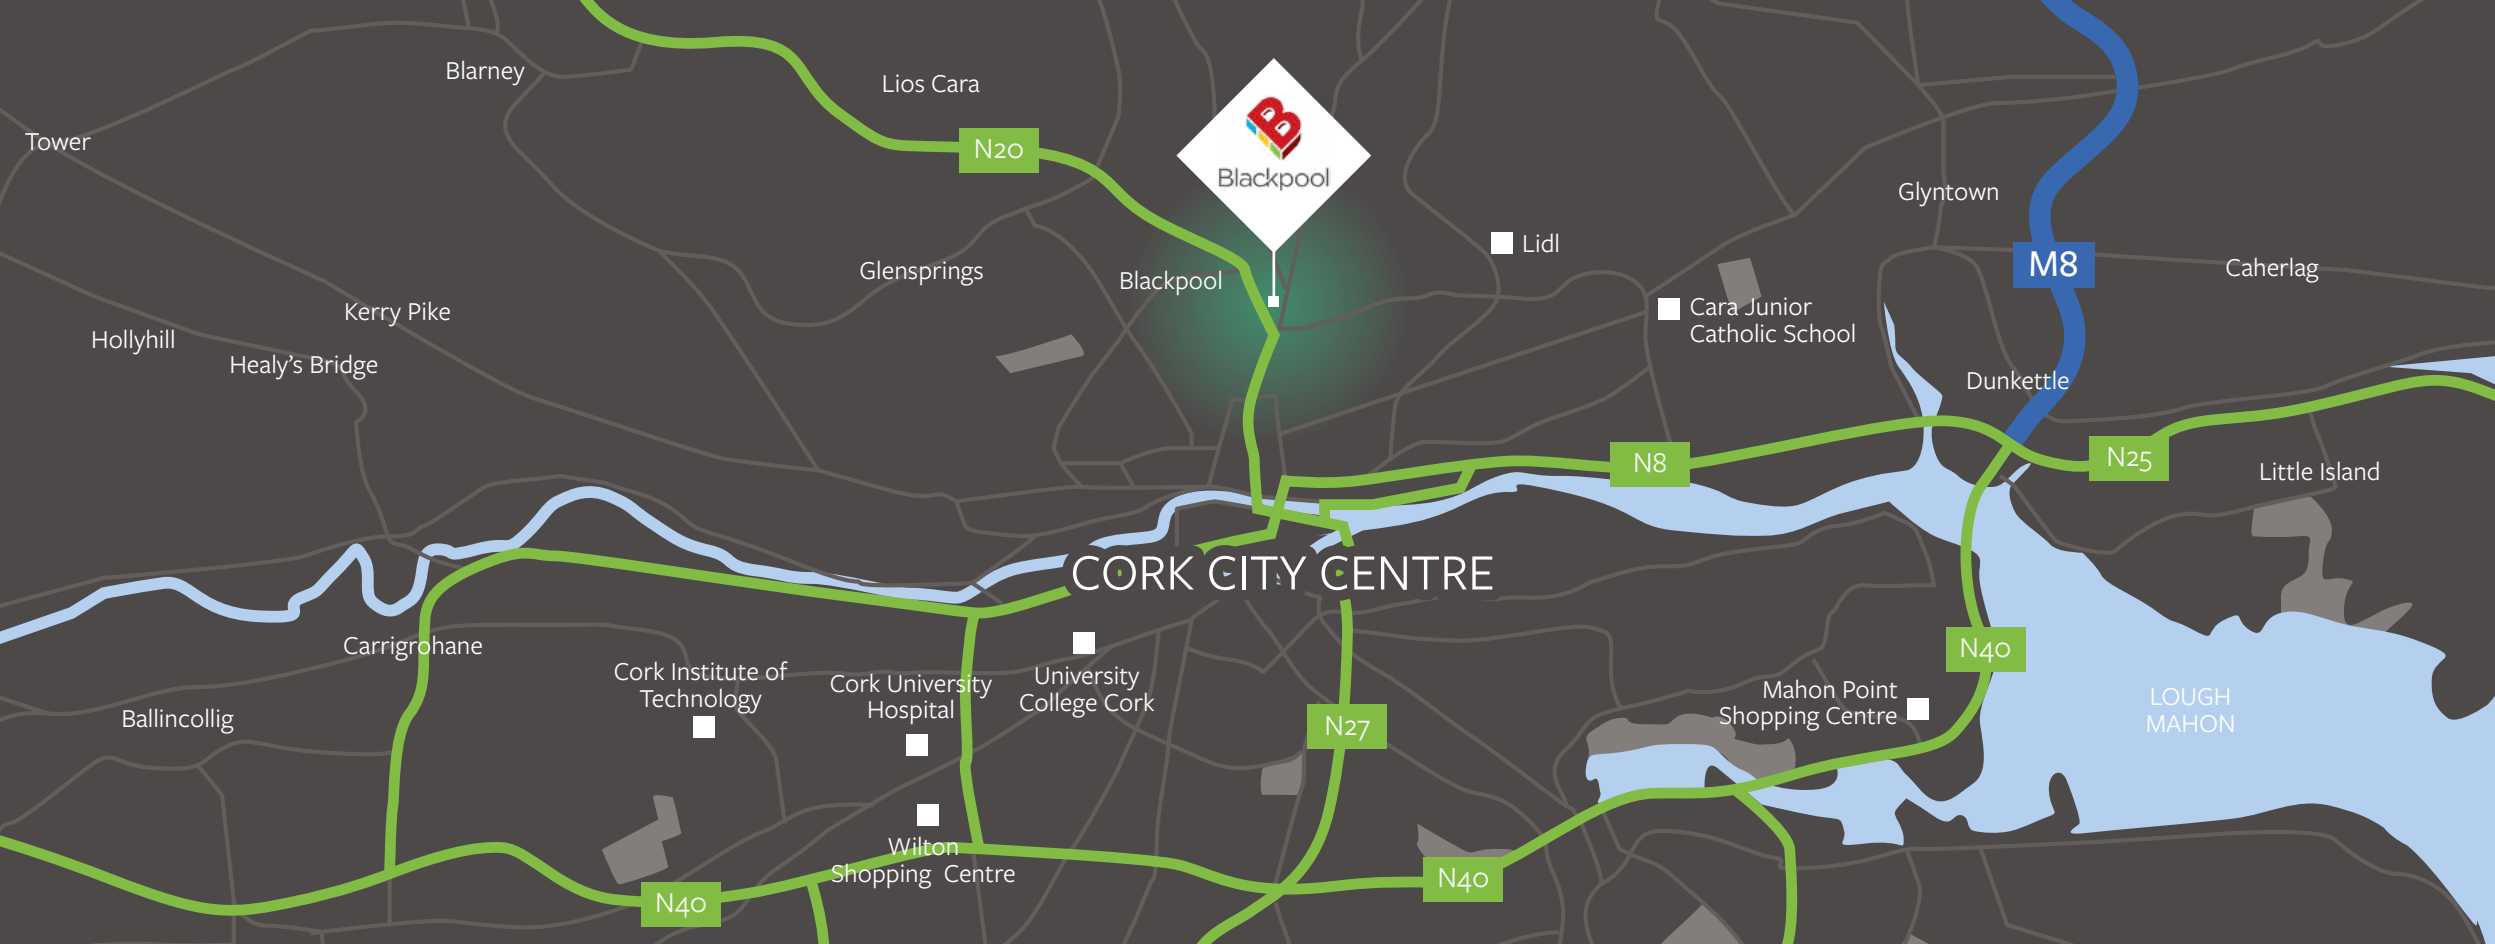 Blarney
Lios Cara
Tower
N20
Blackpool
Glyntown
Lidl
M8
Caherlag
Glensprings
Blackpool
Kerry Pike
Cara Junior
Catholic School
Hollyhill
Healy's Bridge
Dunkettle
N8
N25
Little Island
CORK CITY CENTRE
Carrigrohane
N40
Cork Institute of
Technology
Cork University
Hospital
University
College Cork
Mahon Point
Shopping Centre
LOUGH
MAHON
Ballincollig
N27
Wilton
Shopping Centre
N40
N40